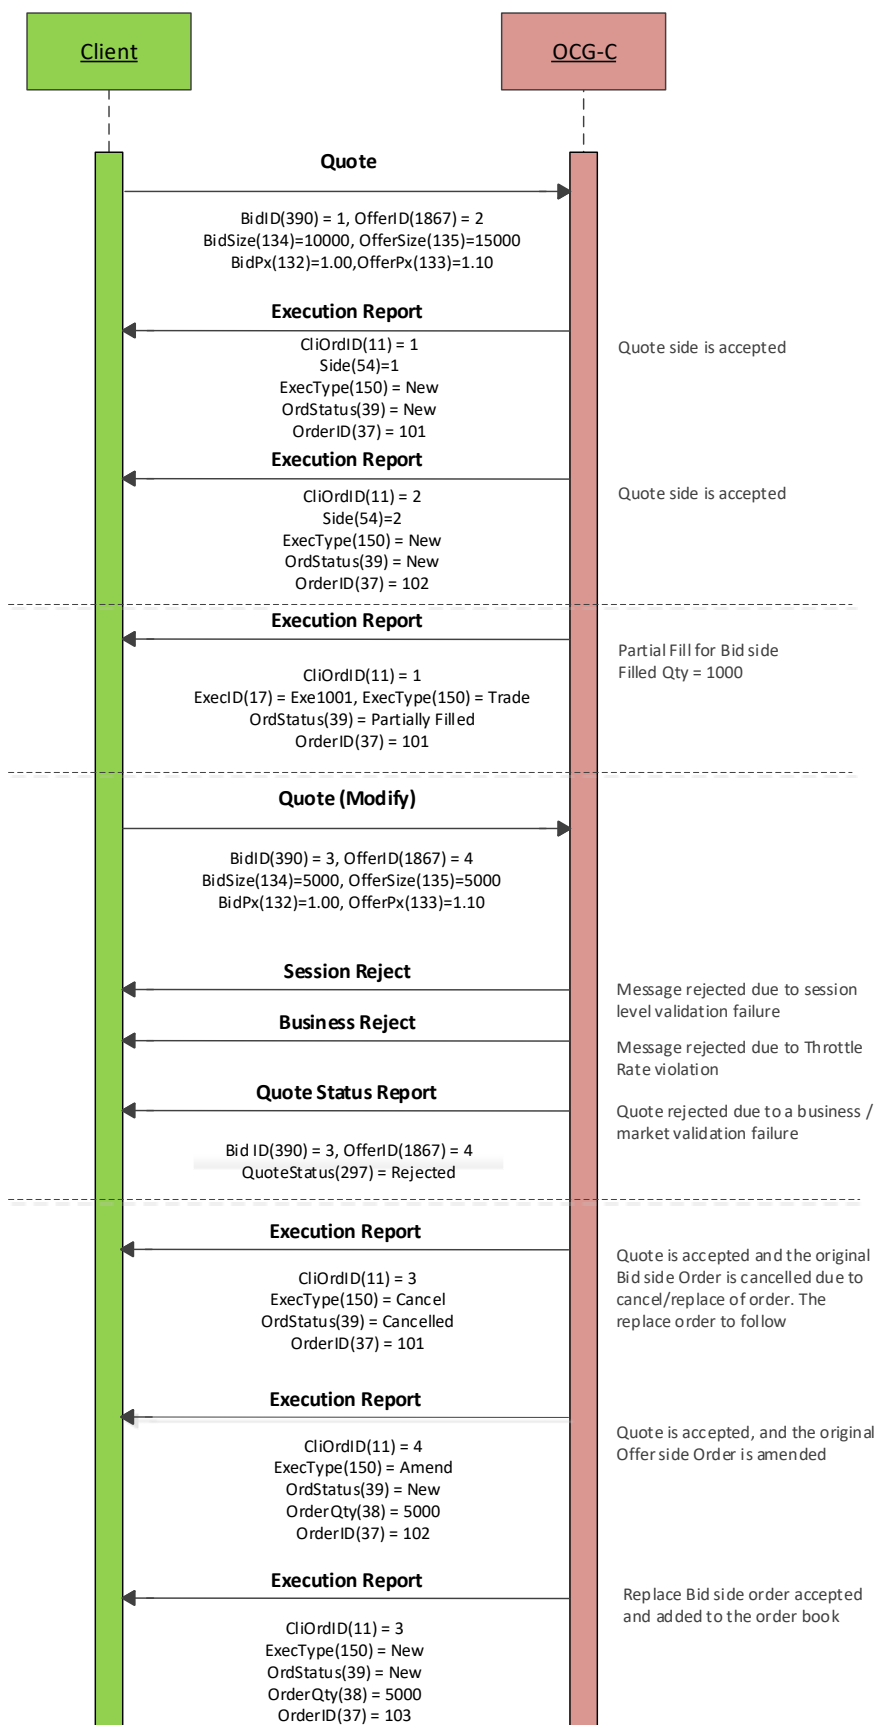 Client
OCG-C
Quote
BidID(390) = 1, OfferID(1867) = 2
BidSize(134)=10000, OfferSize(135)=15000
BidPx(132)=1.00,OfferPx(133)=1.10
Execution Report
CliOrdID(11) = 1
Side(54)=1
ExecType(150) = New
OrdStatus(39) = New
OrderID(37) = 101
Quote side is accepted
Execution Report
CliOrdID(11) = 2
Side(54)=2
ExecType(150) = New
OrdStatus(39) = New
OrderID(37) = 102
Quote side is accepted
Execution Report
CliOrdID(11) = 1
ExecID(17) = Exe1001, ExecType(150) = Trade
OrdStatus(39) = Partially Filled
OrderID(37) = 101
Partial Fill for Bid side
Filled Qty = 1000
Quote (Modify)
BidID(390) = 3, OfferID(1867) = 4
BidSize(134)=5000, OfferSize(135)=5000
BidPx(132)=1.00, OfferPx(133)=1.10
Session Reject
Message rejected due to session
level validation failure
Business Reject
Message rejected due to Throttle
Rate violation
Quote Status Report
Quote rejected due to a business /
market validation failure
Bid ID(390) = 3, OfferID(1867) = 4
QuoteStatus(297) = Rejected
Execution Report
CliOrdID(11) = 3
ExecType(150) = Cancel
OrdStatus(39) = Cancelled
OrderID(37) = 101
Quote is accepted and the original
Bid side Order is cancelled due to
cancel/replace of order. The
replace order to follow
Execution Report
CliOrdID(11) = 4
ExecType(150) = Amend
OrdStatus(39) = New
OrderQty(38) = 5000
OrderID(37) = 102
Quote is accepted, and the original
Offer side Order is amended
Execution Report
CliOrdID(11) = 3
ExecType(150) = New
OrdStatus(39) = New
OrderQty(38) = 5000
OrderID(37) = 103
Replace Bid side order accepted
and added to the order book